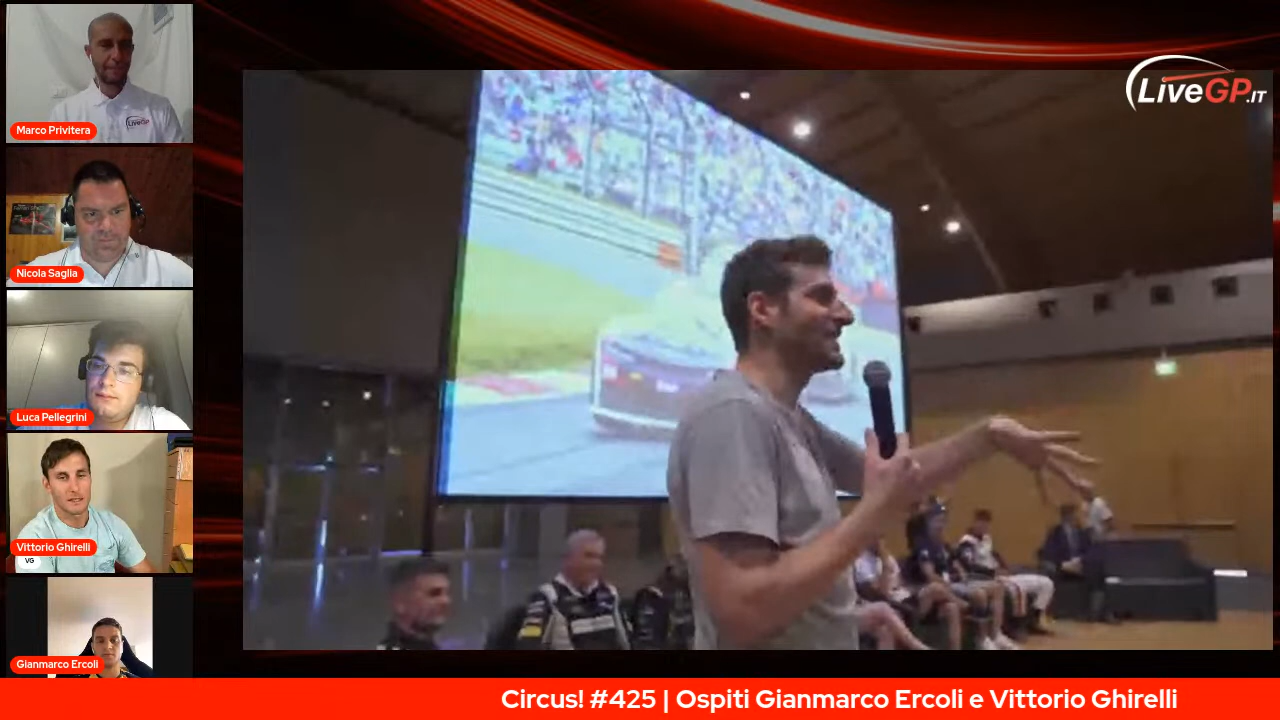 Marco Privitera
LiveGP
Nicola Saglia
Luca Pellegrini
Vittorio Ghirelli
VG
Gianmarco Ercoli
LiveGP.IT
Circus! #425 | Ospiti Gianmarco Ercoli e Vittorio Ghirelli